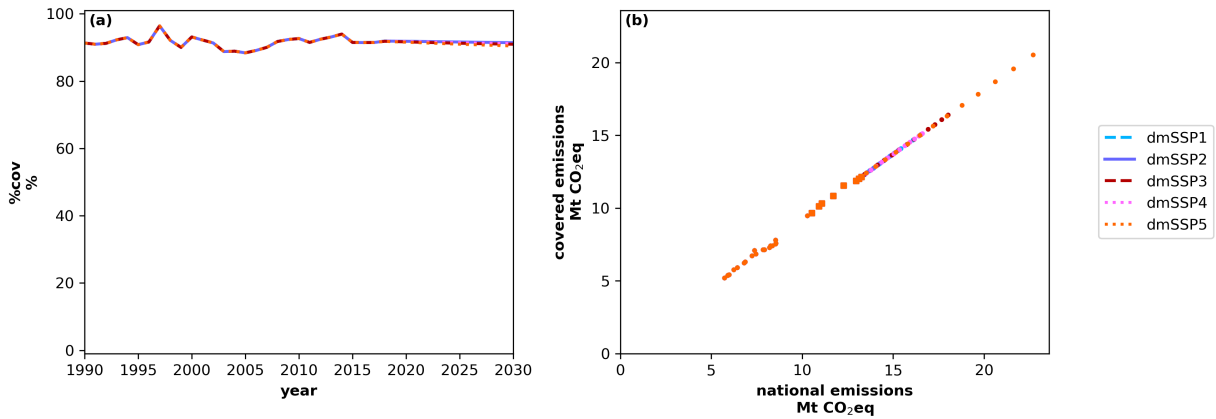 (a)
100
80
60
40
20
0
%cov
%
1990 1995 2000 2005 2010 2015 2020 2025 2030
year
(b)
20
15
10
5
0
covered emissions
Mt CO₂eq
0 5 10 15 20
national emissions
Mt CO₂eq
dmSSP1
dmSSP2
dmSSP3
dmSSP4
dmSSP5